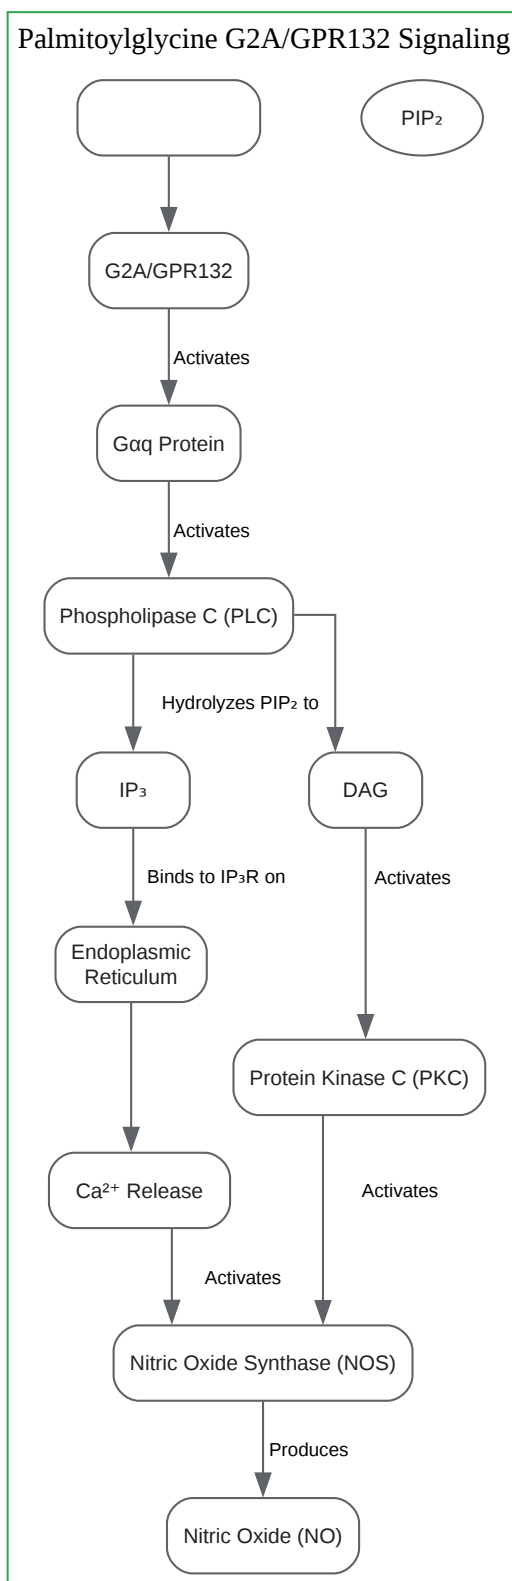 Palmitoylglycine G2A/GPR132 Signaling
PIP₂
G2A/GPR132
Activates
Gαq Protein
Activates
Phospholipase C (PLC)
Hydrolyzes PIP₂ to
IP₃
DAG
Binds to IP₃R on
Activates
Endoplasmic
Reticulum
Protein Kinase C (PKC)
Ca²⁺ Release
Activates
Activates
Nitric Oxide Synthase (NOS)
Produces
Nitric Oxide (NO)